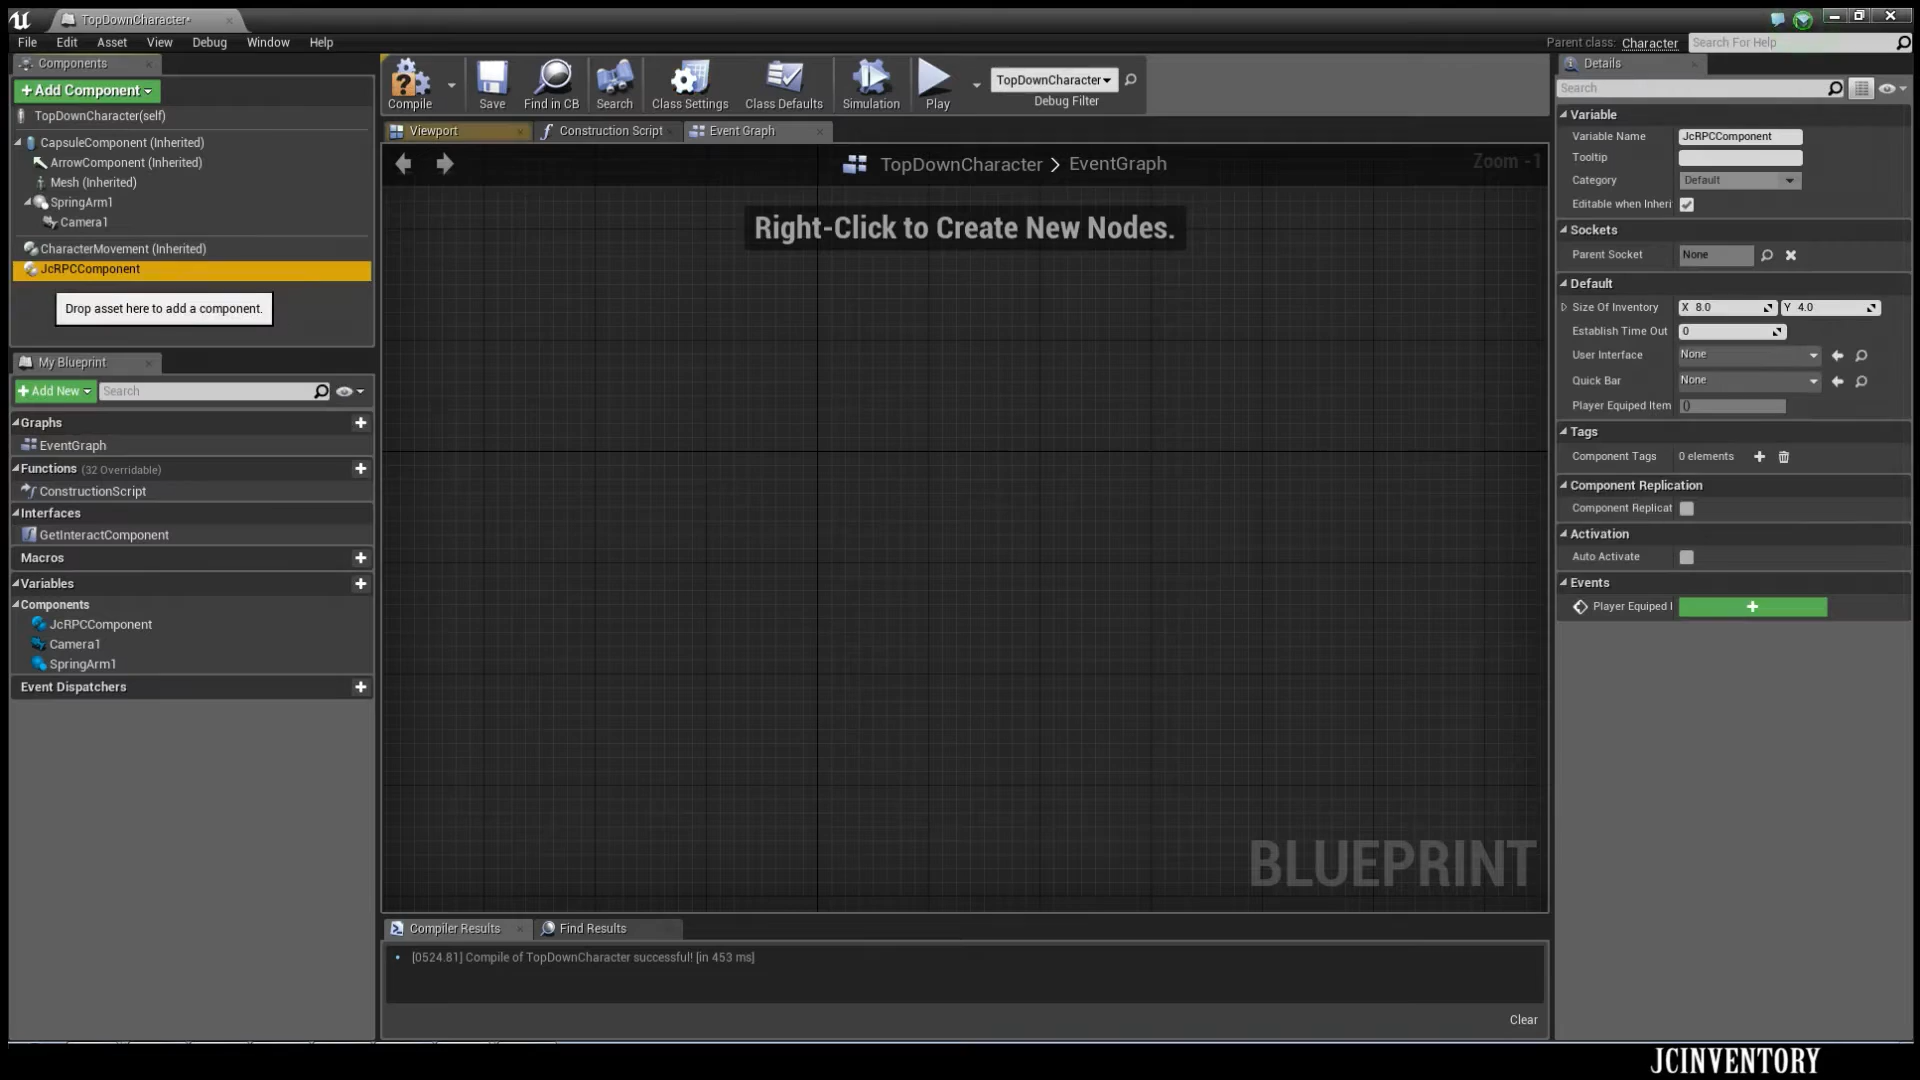 TopDownCharacter*
File Edit Asset View Debug Window Help
Parent class: Character
Search For Help
Components
+Add Component
TopDownCharacter(self)
CapsuleComponent (Inherited)
ArrowComponent (Inherited)
Mesh (Inherited)
SpringArm1
Camera1
CharacterMovement (Inherited)
JcRPCComponent
Drop asset here to add a component.
My Blueprint
+Add New
Search
Graphs
EventGraph
Functions (32 Overridable)
ConstructionScript
Interfaces
GetInteractComponent
Macros
Variables
Components
JcRPCComponent
Camera1
SpringArm1
Event Dispatchers
Compile
Save
Find in CB
Search
Class Settings
Class Defaults
Simulation
Play
TopDownCharacter
Debug Filter
Viewport
Construction Script
Event Graph
TopDownCharacter > EventGraph
Zoom -1
Right-Click to Create New Nodes.
BLUEPRINT
Compiler Results
Find Results
[0524.81] Compile of TopDownCharacter successful! [in 453 ms]
Clear
Details
Search
Variable
Variable Name JcRPCComponent
Tooltip
Category Default
Editable when Inheri
Sockets
Parent Socket None
Default
Size Of Inventory X 8.0 Y 4.0
Establish Time Out 0
User Interface None
Quick Bar None
Player Equiped Item ()
Tags
Component Tags 0 elements
Component Replication
Component Replicat
Activation
Auto Activate
Events
Player Equiped I
JCINVENTORY